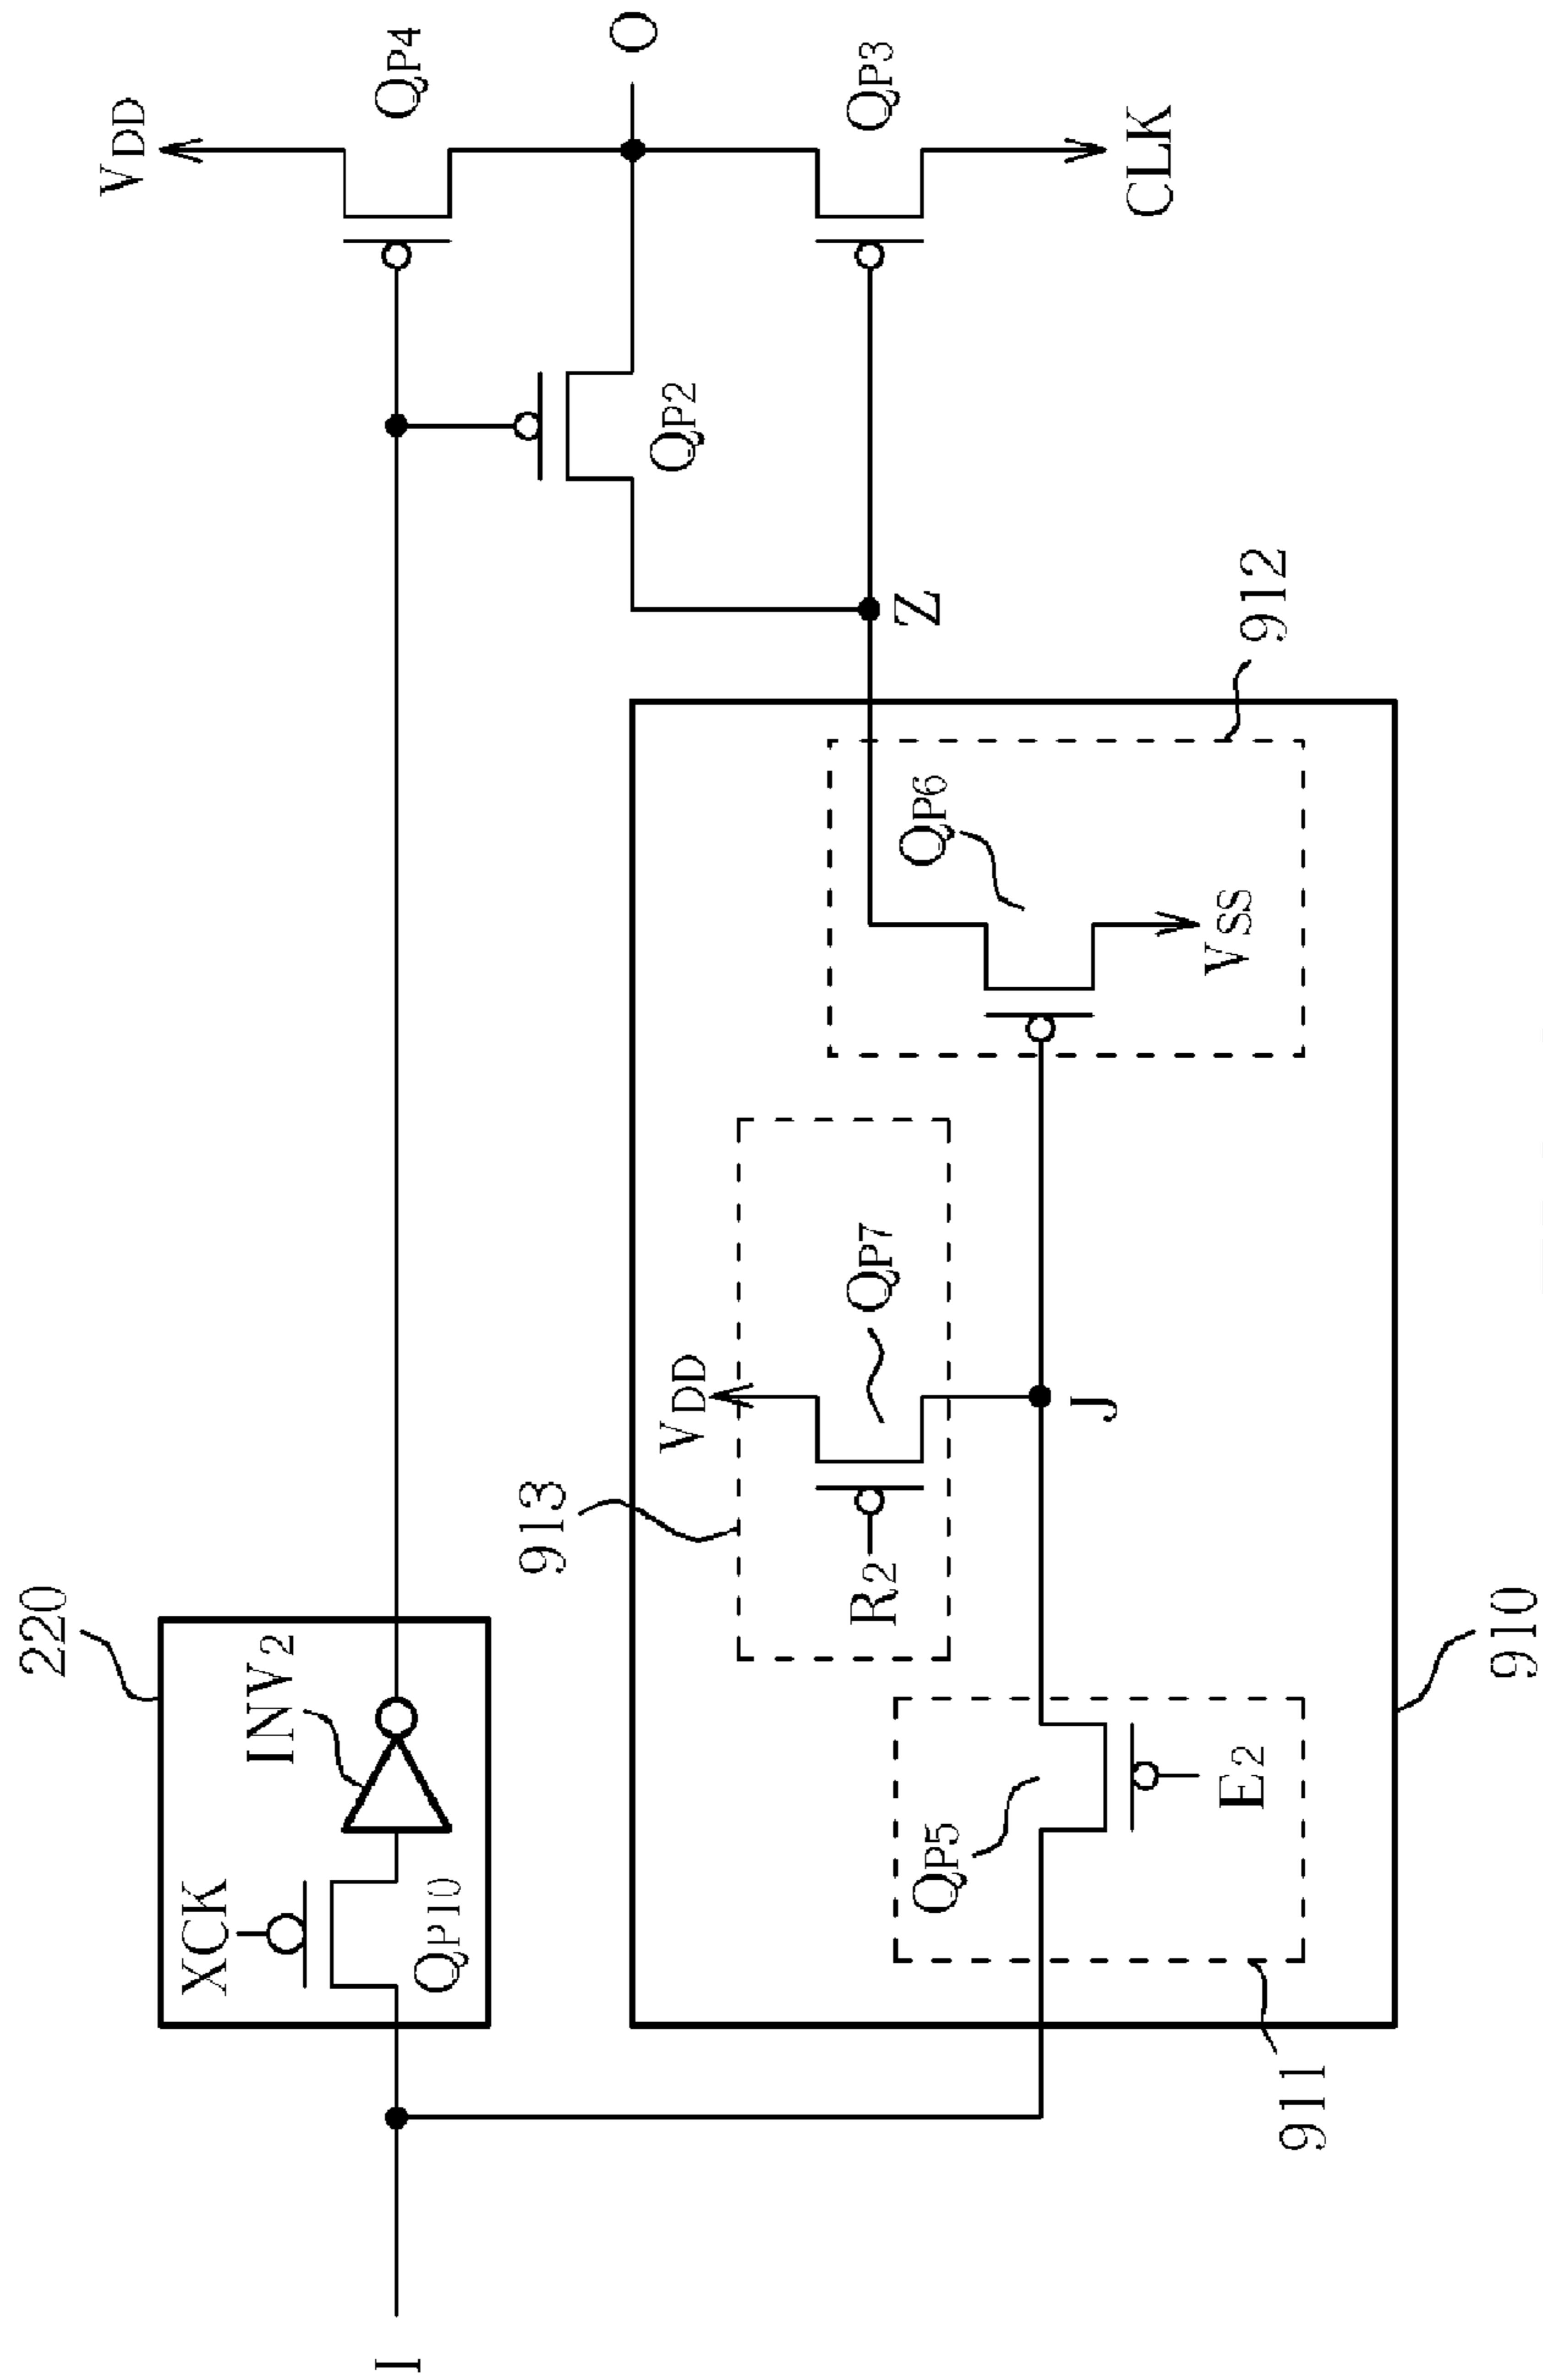 220
XCK
INV2
QP10
I
VDD
QP4
O
QP2
QP3
CLK
Z
913
VDD
QP7
R2
QP6
VSS
912
J
QP5
E2
911
910